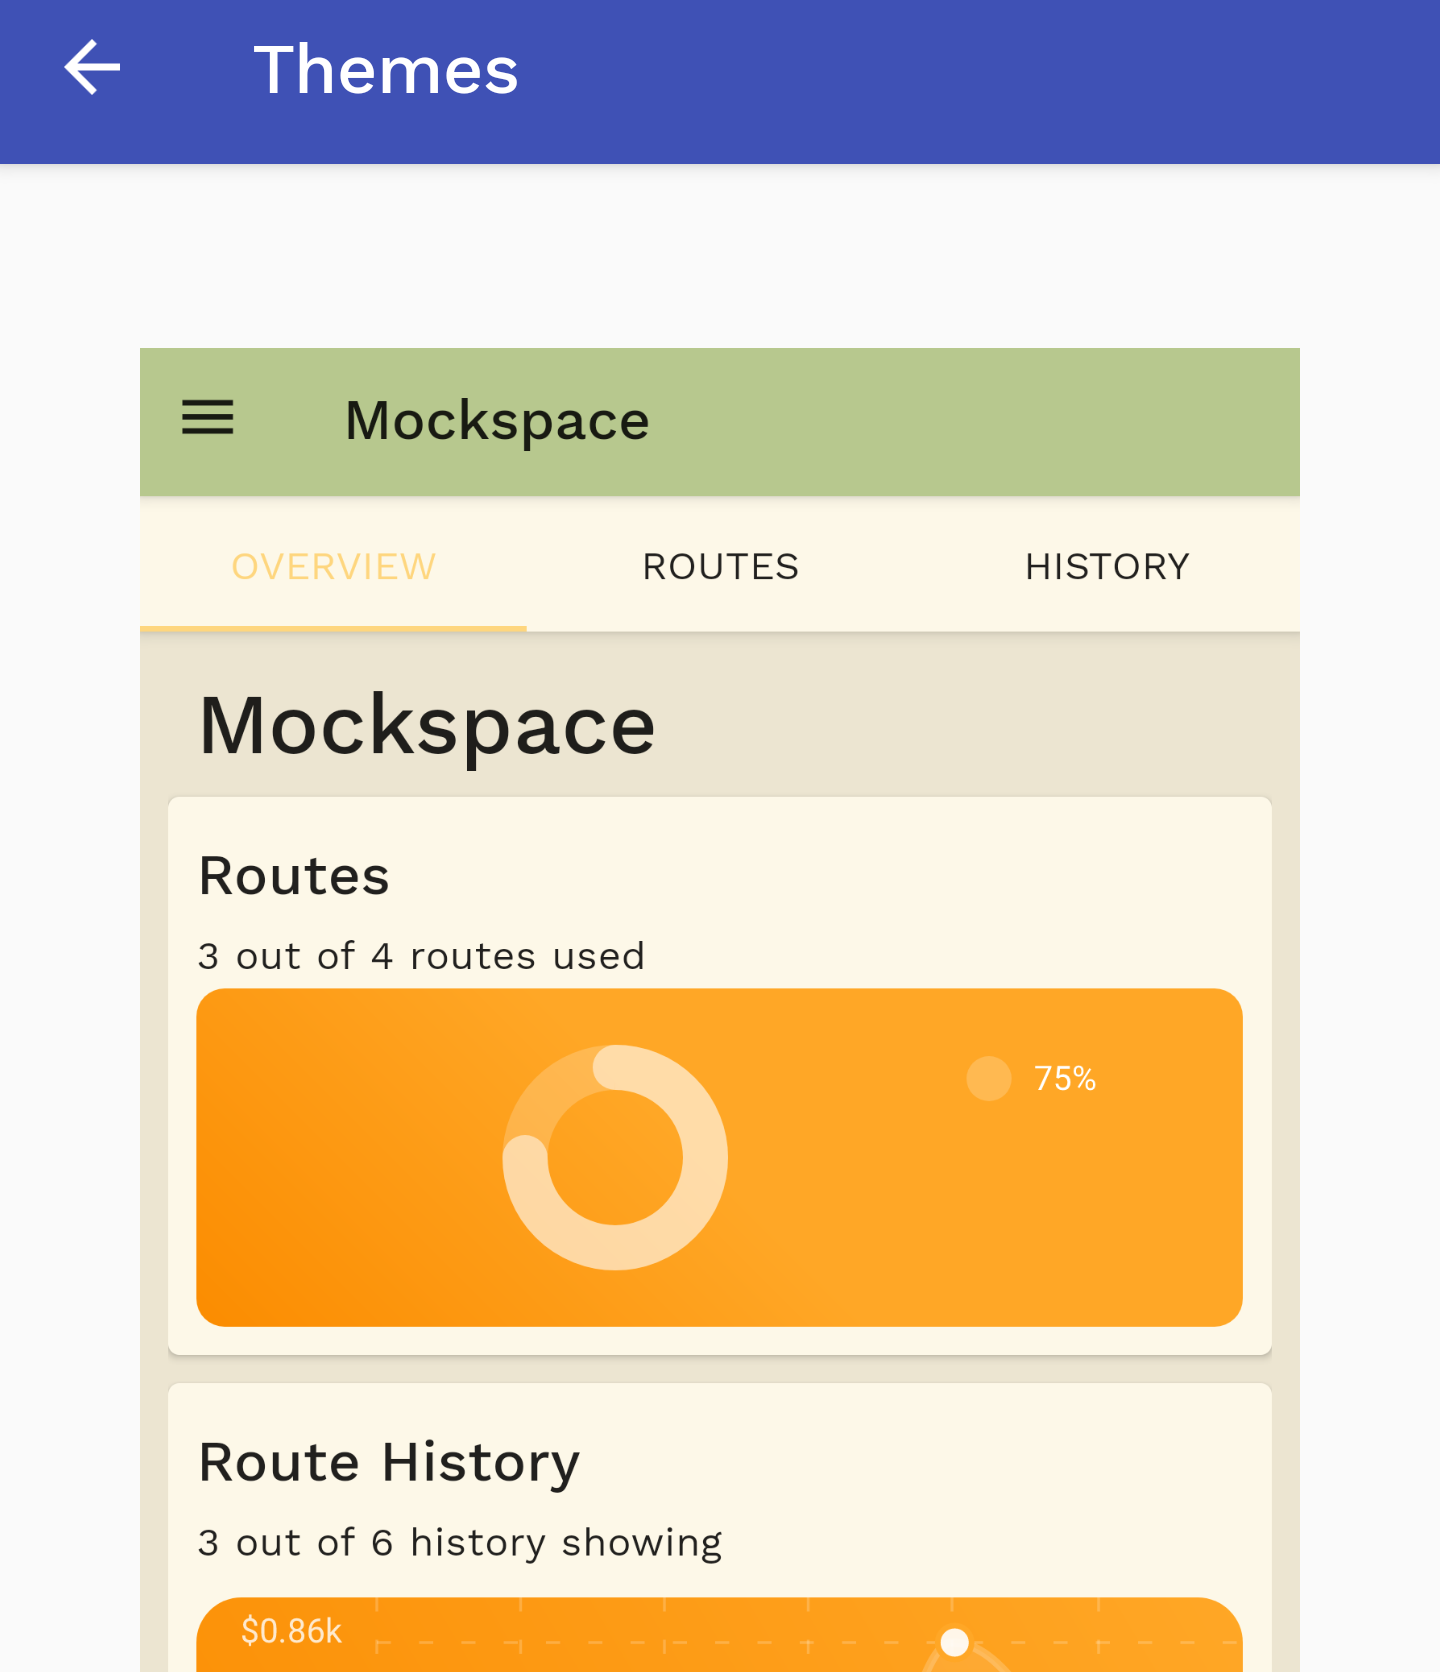 Themes
Mockspace
OVERVIEW ROUTES HISTORY
Mockspace
Routes
3 out of 4 routes used
75%
Route History
3 out of 6 history showing
$0.86k